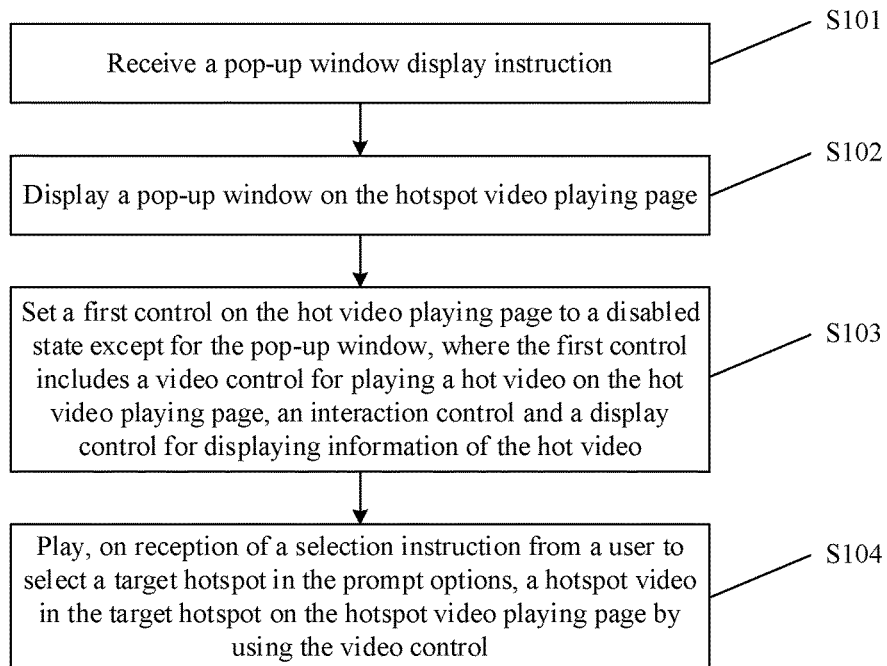 S101
Receive a pop-up window display instruction
S102
Display a pop-up window on the hotspot video playing page
Set a first control on the hot video playing page to a disabled
state except for the pop-up window, where the first control
includes a video control for playing a hot video on the hot
video playing page, an interaction control and a display
control for displaying information of the hot video
S103
Play, on reception of a selection instruction from a user to
select a target hotspot in the prompt options, a hotspot video
in the target hotspot on the hotspot video playing page by
using the video control
S104